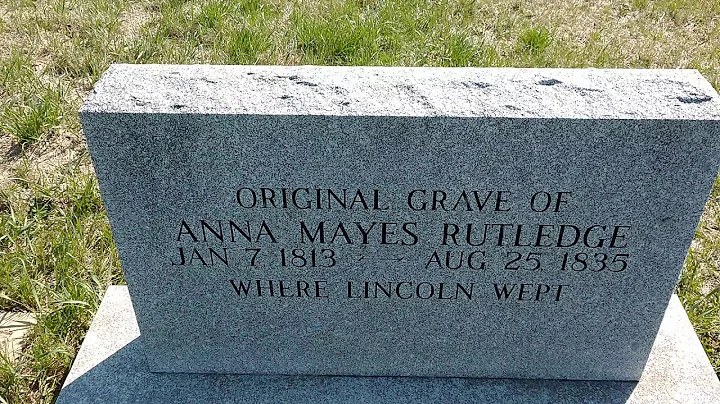 ORIGINAL GRAVE OF
ANNA MAYES RUTLEDGE
JAN 7 1813 - - AUG 25 1835
WHERE LINCOLN WEPT